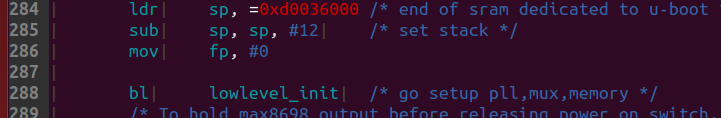 284 ldr sp, =0xd0036000 /* end of sram dedicated to u-boot
285 sub sp, sp, #12 /* set stack */
286 mov fp, #0
287
288 bl lowlevel_init /* go setup pll,mux,memory */
289 /* To hold max8698 output before releasing power on switch,